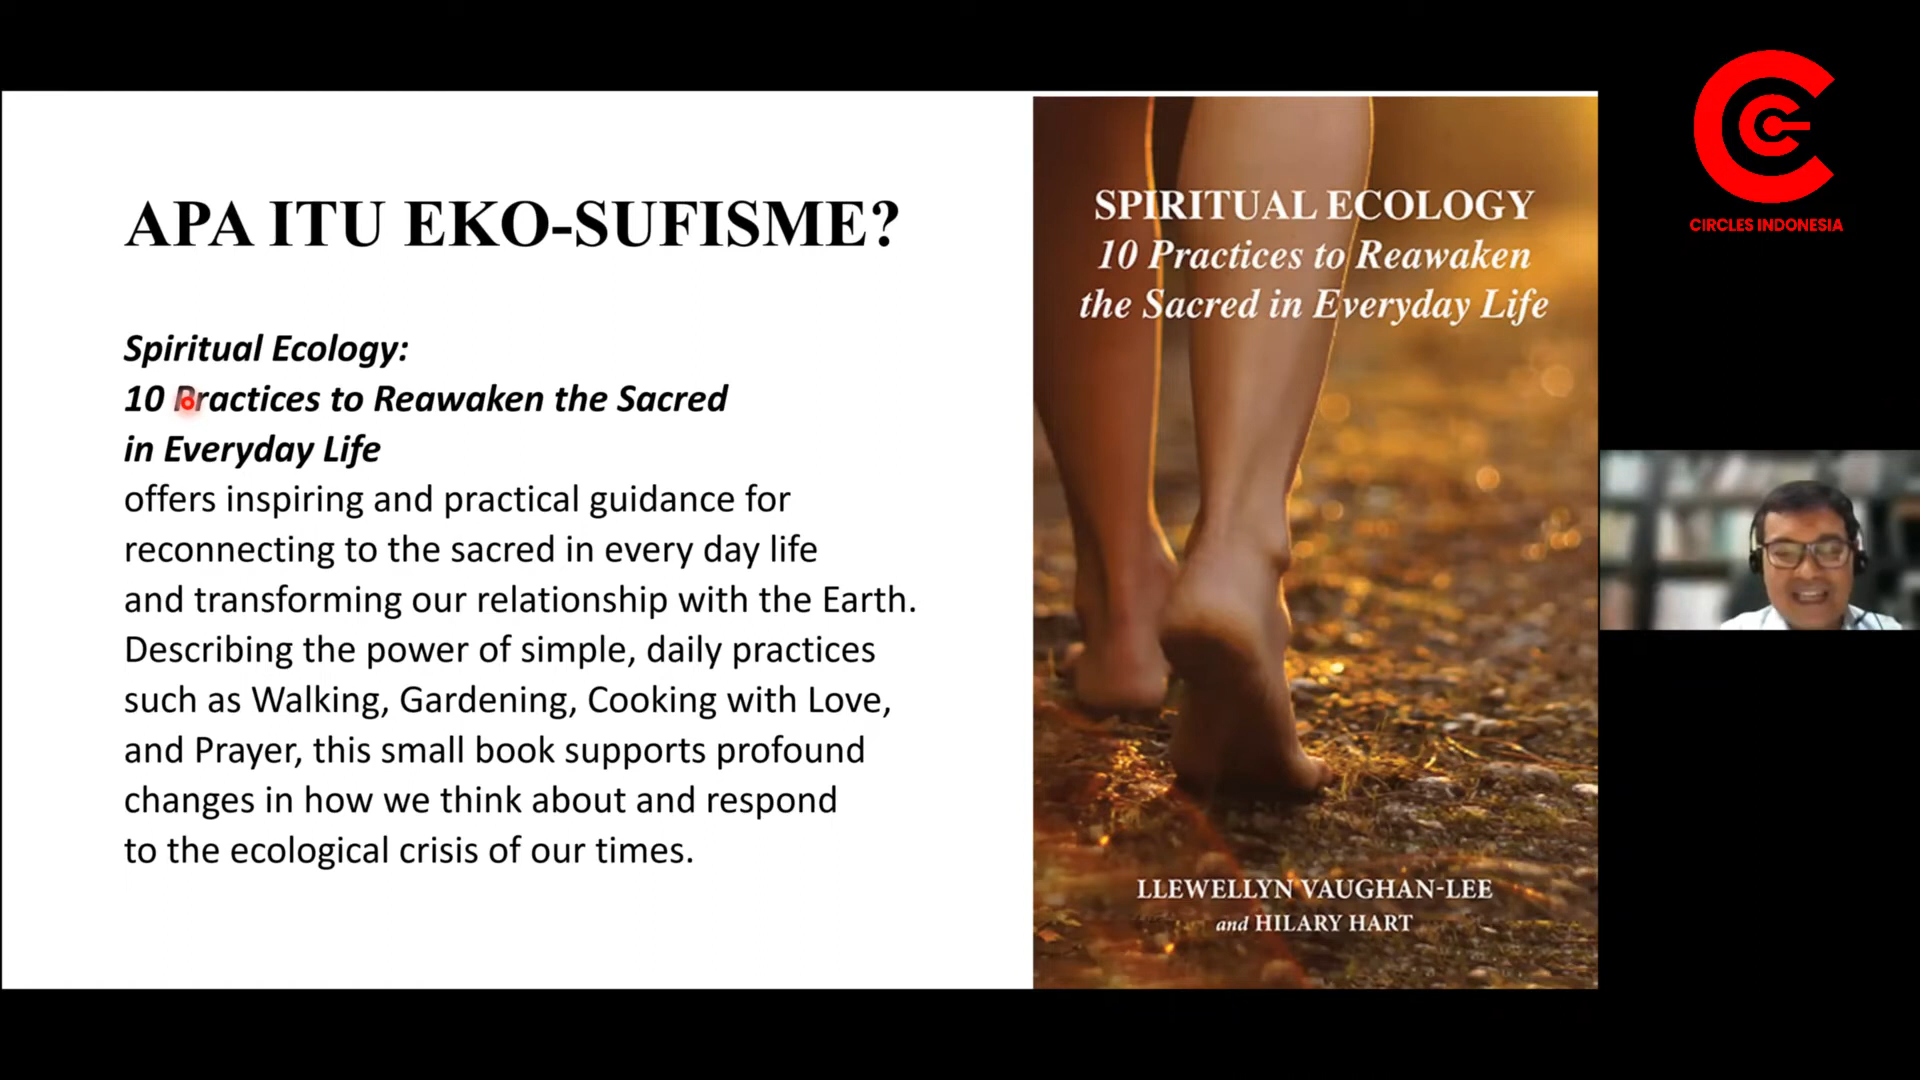 APA ITU EKO-SUFISME?
Spiritual Ecology:
10 Practices to Reawaken the Sacred
in Everyday Life
offers inspiring and practical guidance for
reconnecting to the sacred in every day life
and transforming our relationship with the Earth.
Describing the power of simple, daily practices
such as Walking, Gardening, Cooking with Love,
and Prayer, this small book supports profound
changes in how we think about and respond
to the ecological crisis of our times.
SPIRITUAL ECOLOGY
10 Practices to Reawaken
the Sacred in Everyday Life
LLEWELLYN VAUGHAN-LEE
and HILARY HART
CIRCLES INDONESIA